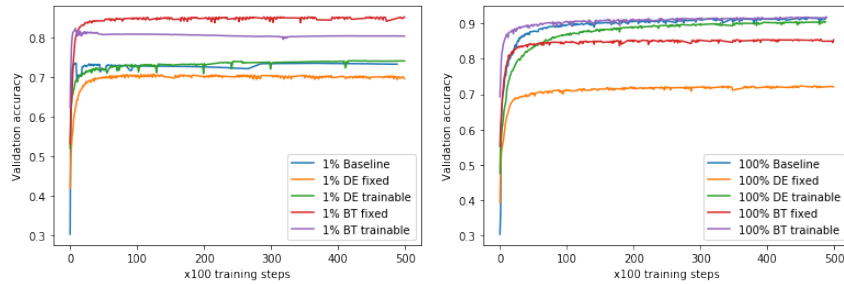 Validation accuracy
0.8
0.7
0.6
0.5
0.4
0.3
0
100
200
300
400
500
x100 training steps
1% Baseline
1% DE fixed
1% DE trainable
1% BT fixed
1% BT trainable
Validation accuracy
0.9
0.8
0.7
0.6
0.5
0.4
0.3
0
100
200
300
400
500
x100 training steps
100% Baseline
100% DE fixed
100% DE trainable
100% BT fixed
100% BT trainable